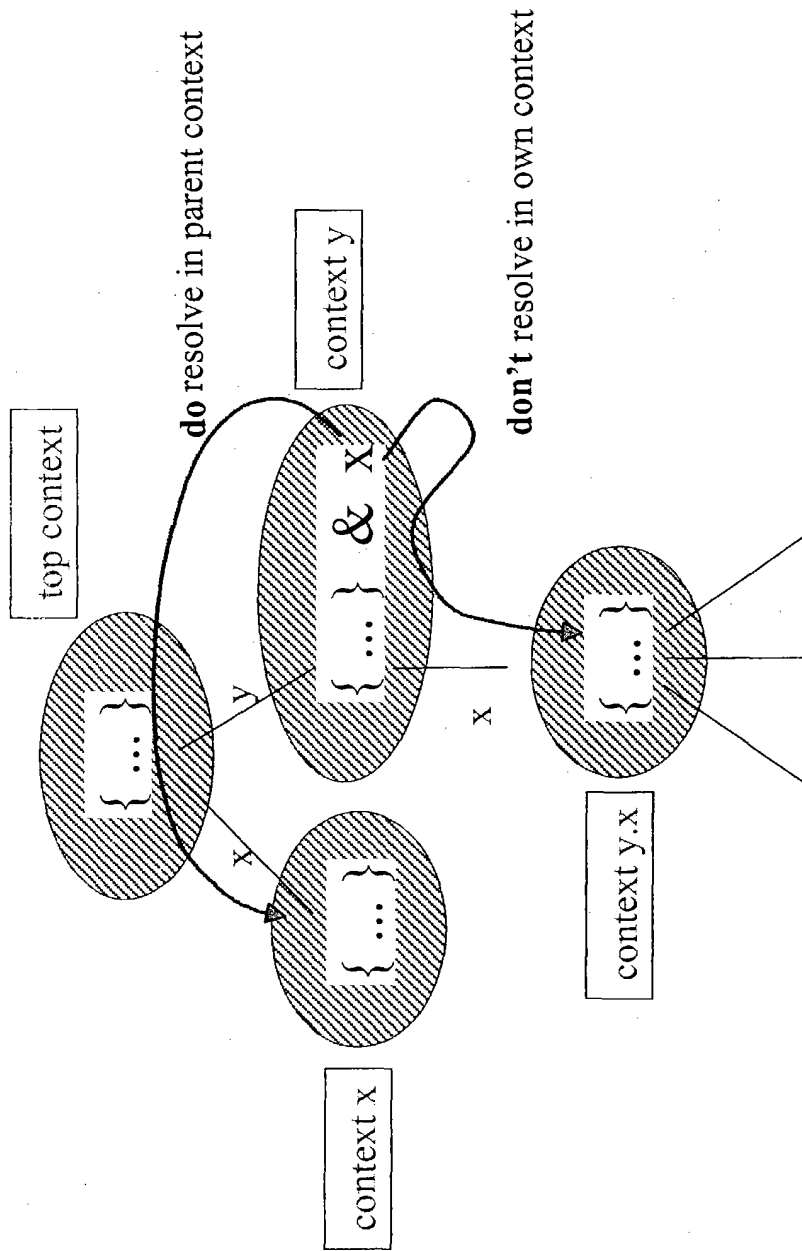 top context
{...}
do resolve in parent context
x
y
context x
{...}
{...} & x
context y
x
don't resolve in own context
context y.x
{...}